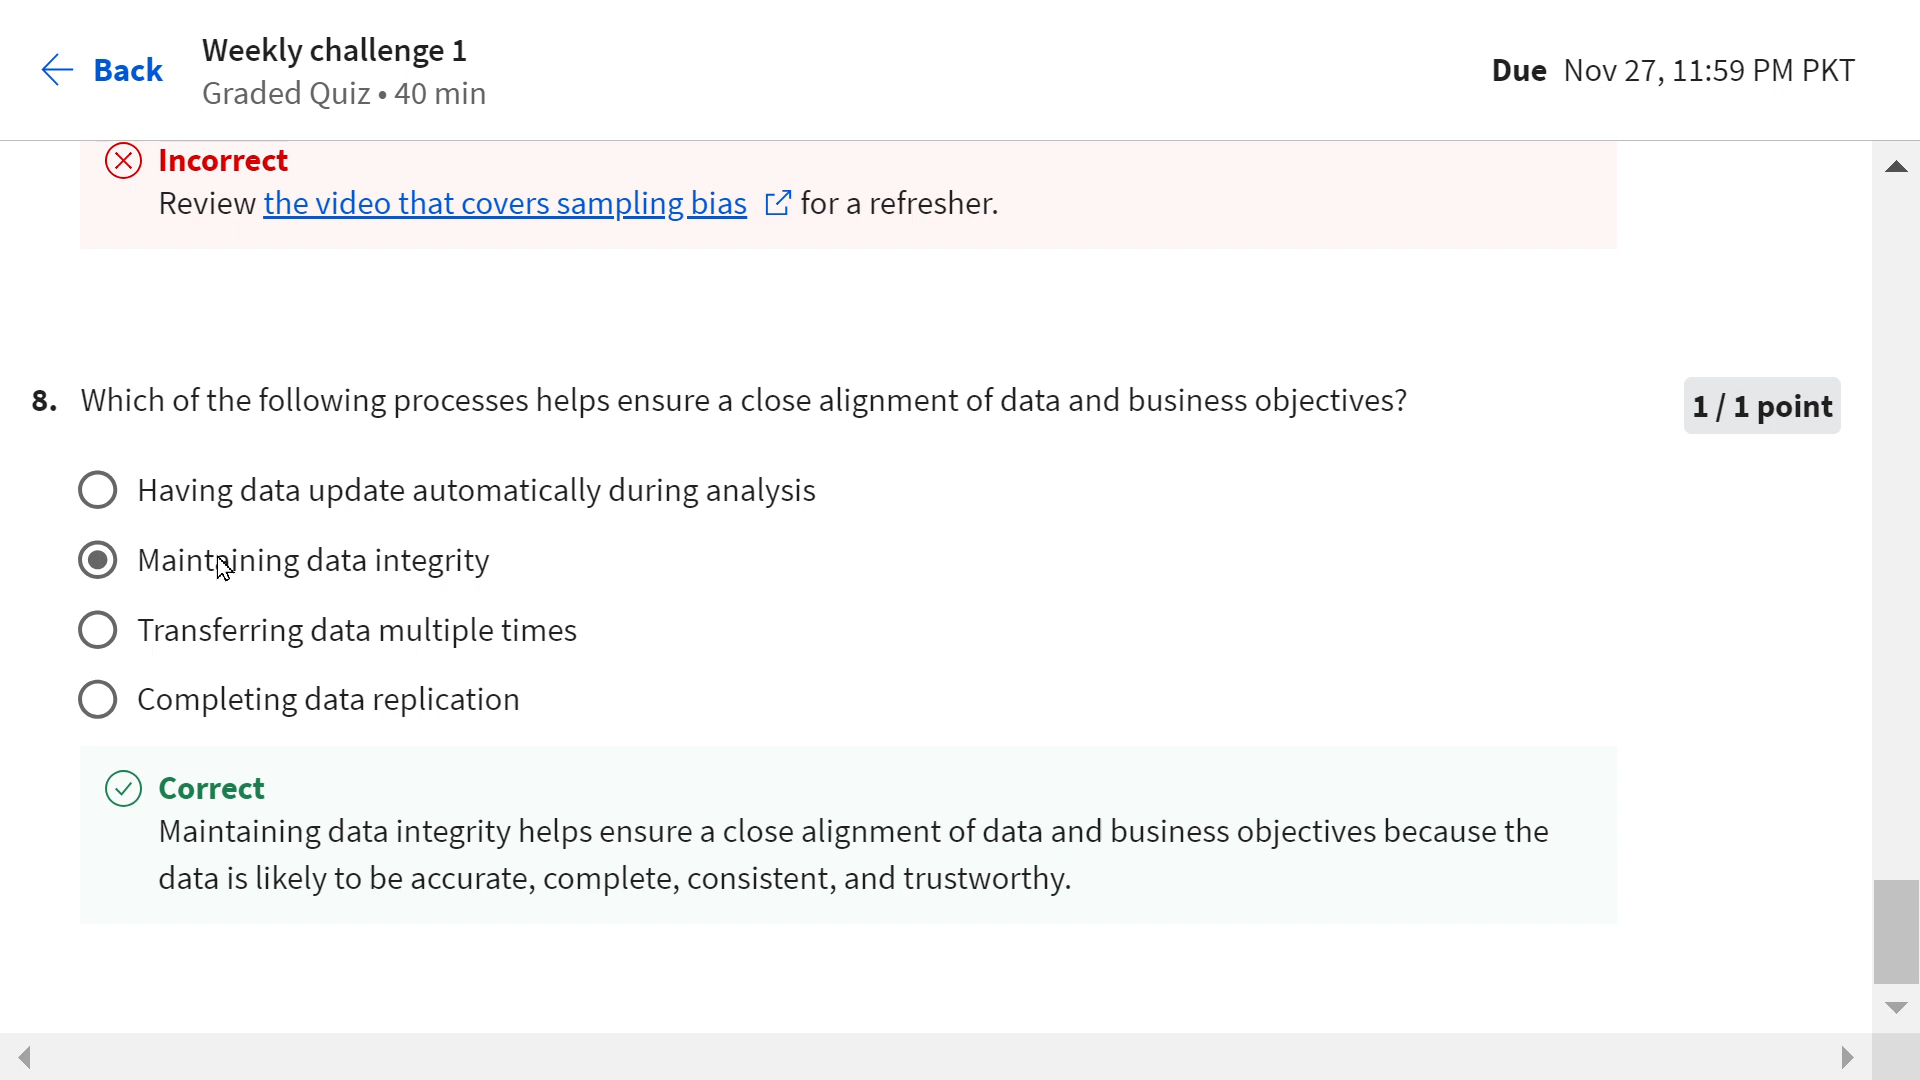 Back
Weekly challenge 1
Graded Quiz • 40 min
Due Nov 27, 11:59 PM PKT
Incorrect
Review the video that covers sampling bias for a refresher.
8. Which of the following processes helps ensure a close alignment of data and business objectives?
1 / 1 point
Having data update automatically during analysis
Maintaining data integrity
Transferring data multiple times
Completing data replication
Correct
Maintaining data integrity helps ensure a close alignment of data and business objectives because the
data is likely to be accurate, complete, consistent, and trustworthy.